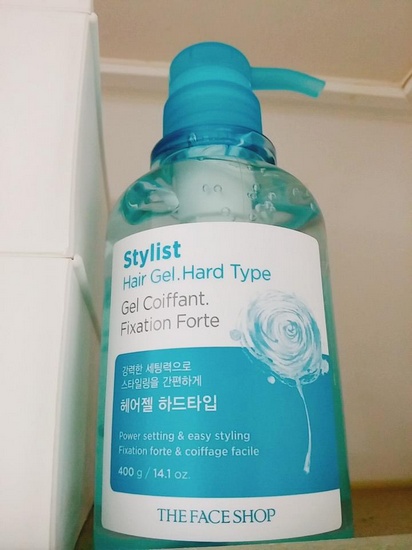 Stylist
Hair Gel.Hard Type
Gel Coiffant.
Fixation Forte
강력한 세팅력으로
스타일링을 간편하게
헤어젤 하드타입
Power setting & easy styling
Fixation forte & coiffage facile
400 g / 14.1 oz.
THE FACE SHOP